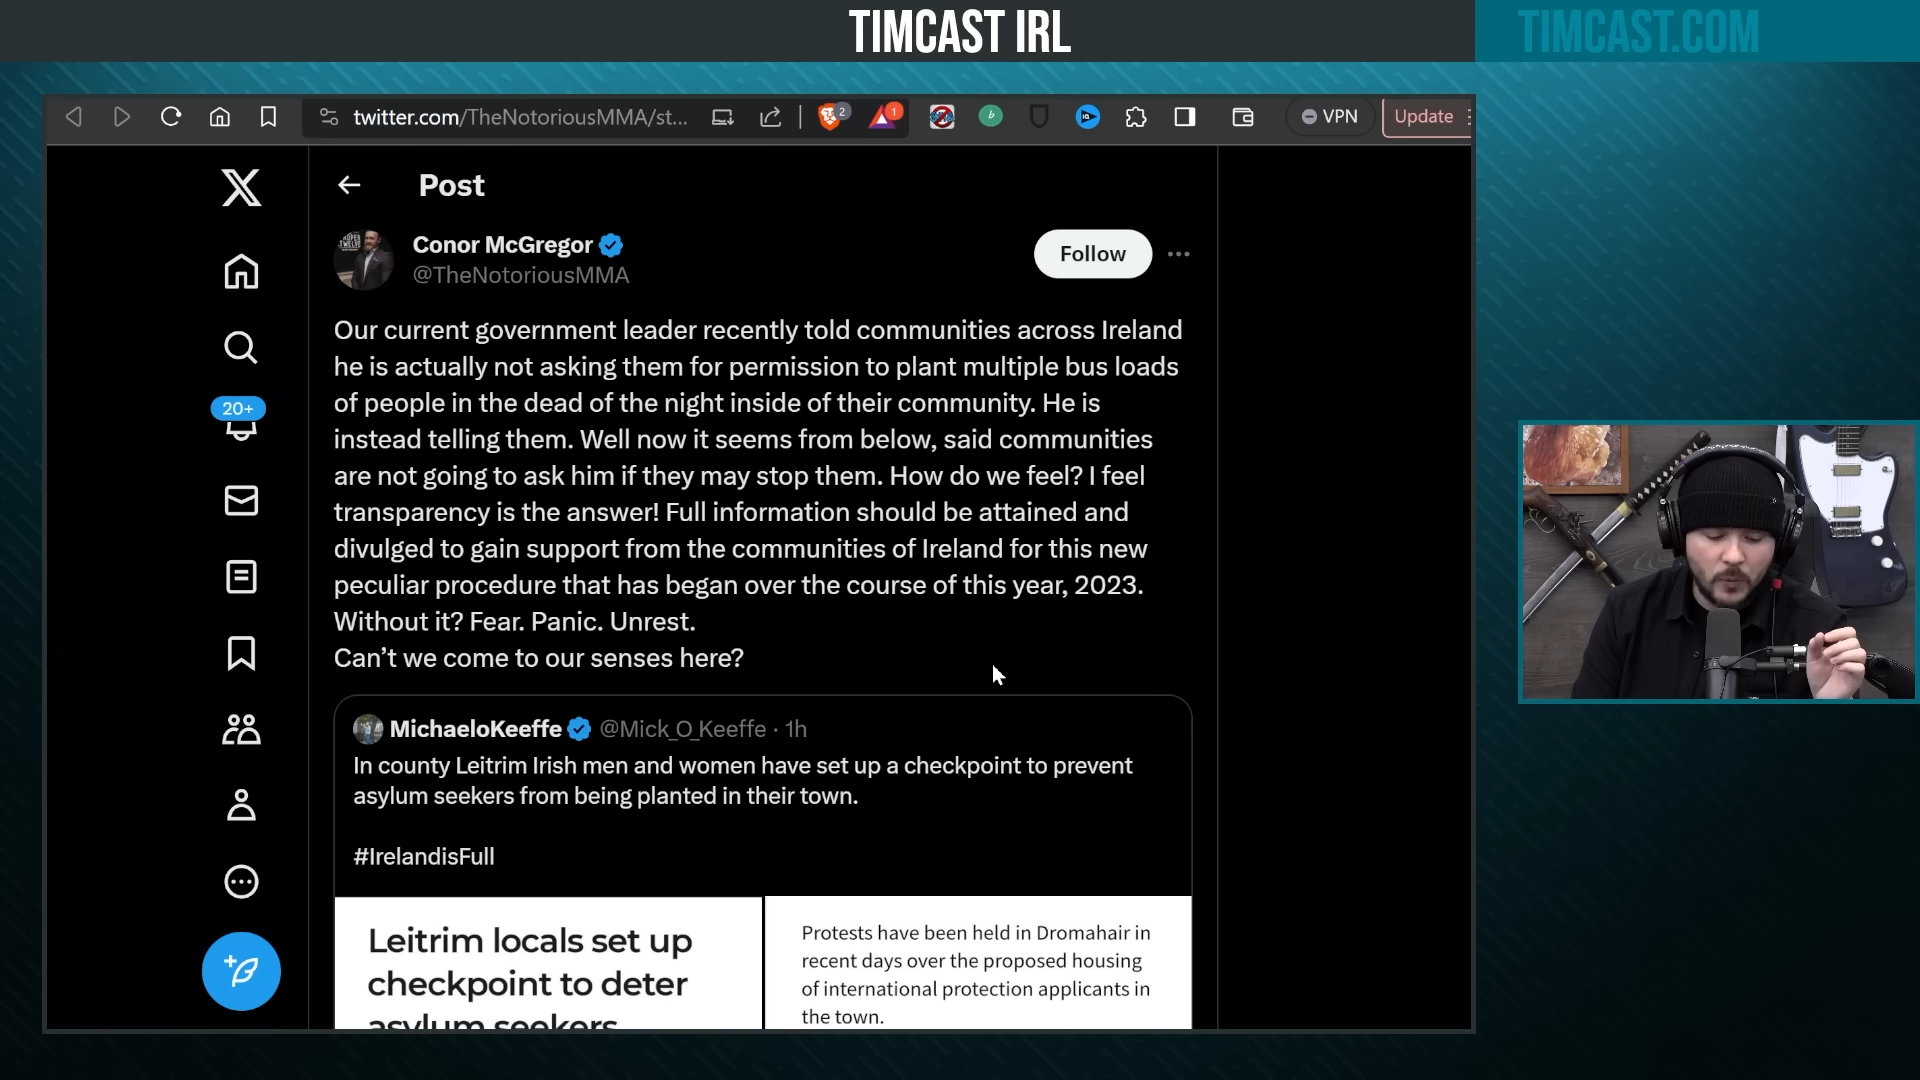 TIMCAST IRL
TIMCAST.COM
twitter.com/TheNotoriousMMA/st...
2
1
b
VPN
Update
Post
Conor McGregor
@TheNotoriousMMA
Follow
Our current government leader recently told communities across Ireland
he is actually not asking them for permission to plant multiple bus loads
of people in the dead of the night inside of their community. He is
instead telling them. Well now it seems from below, said communities
are not going to ask him if they may stop them. How do we feel? I feel
transparency is the answer! Full information should be attained and
divulged to gain support from the communities of Ireland for this new
peculiar procedure that has began over the course of this year, 2023.
Without it? Fear. Panic. Unrest.
Can’t we come to our senses here?
20+
MichaeloKeeffe @Mick_O_Keeffe · 1h
In county Leitrim Irish men and women have set up a checkpoint to prevent
asylum seekers from being planted in their town.
#IrelandisFull
Leitrim locals set up
checkpoint to deter
asylum seekers
Protests have been held in Dromahair in
recent days over the proposed housing
of international protection applicants in
the town.